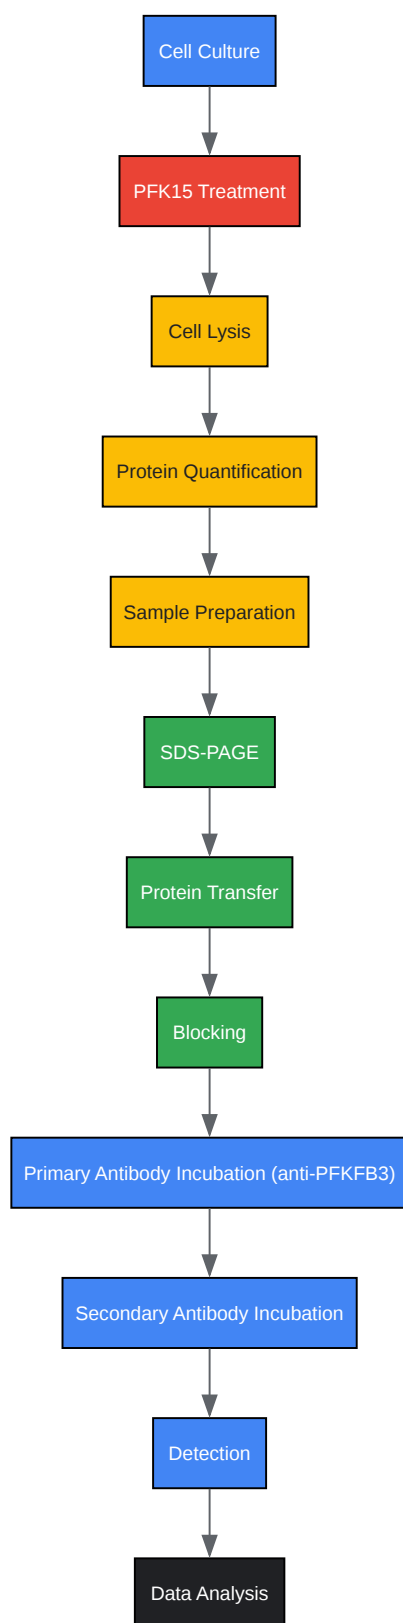 Cell Culture
PFK15 Treatment
Cell Lysis
Protein Quantification
Sample Preparation
SDS-PAGE
Protein Transfer
Blocking
Primary Antibody Incubation (anti-PFKFB3)
Secondary Antibody Incubation
Detection
Data Analysis